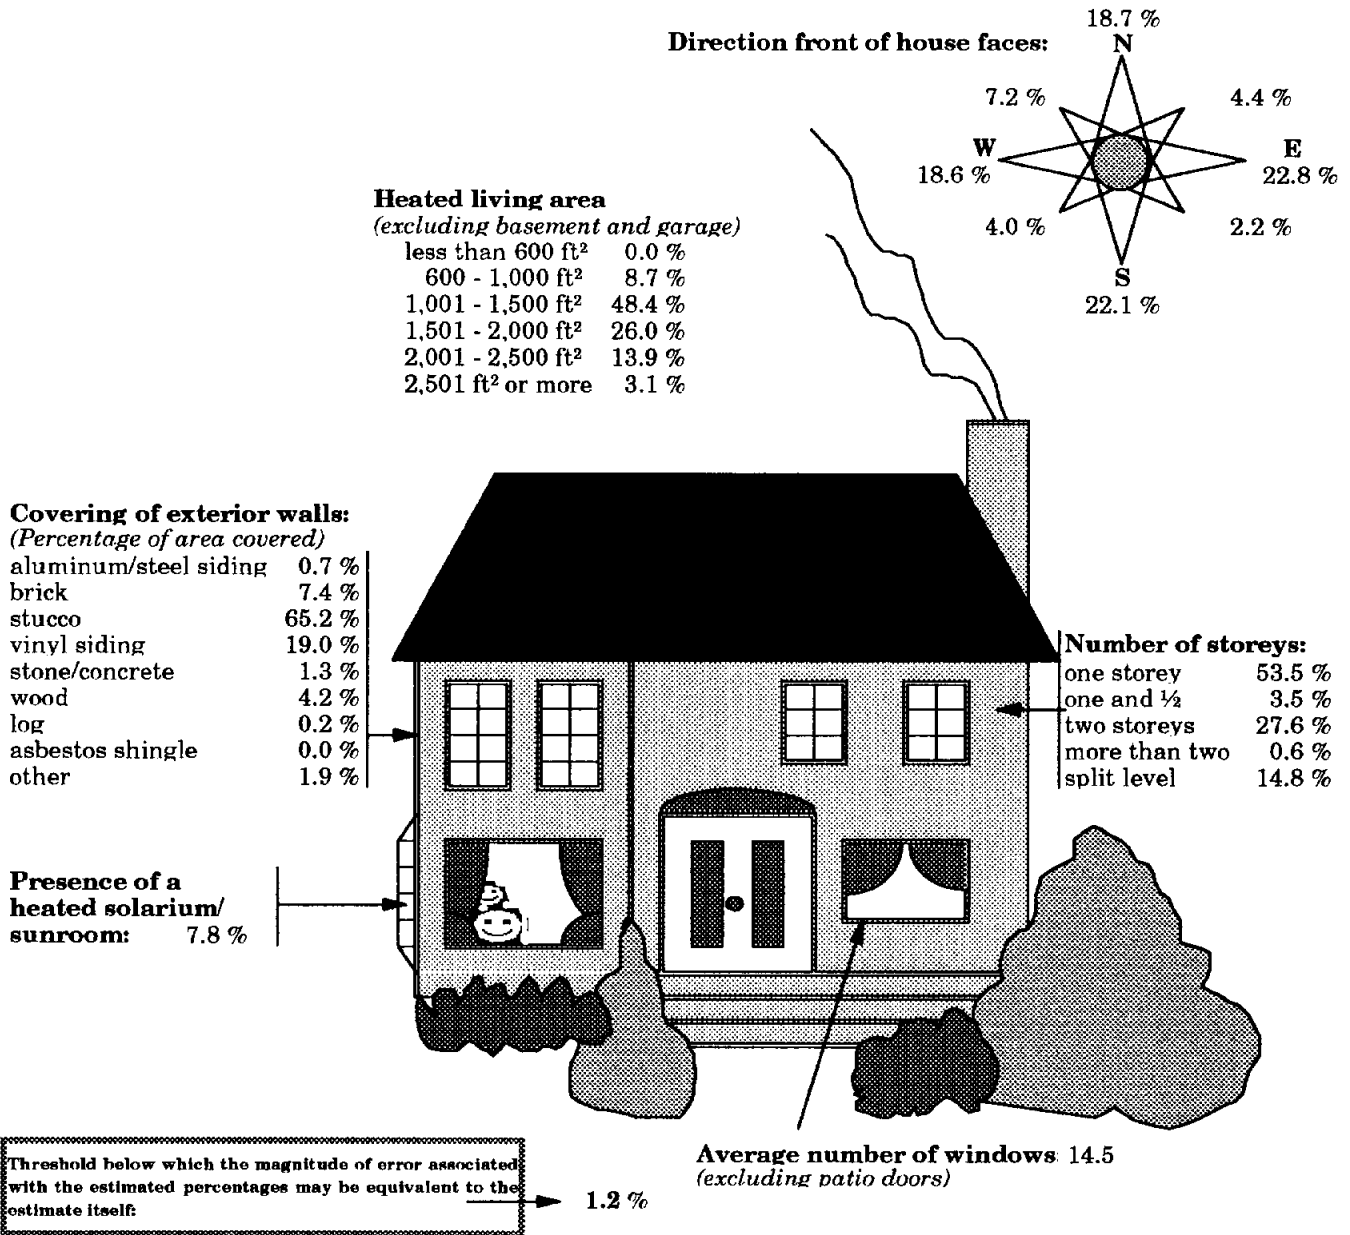 18.7 %
Direction front of house faces:
N
7.2 %
4.4 %
W
E
18.6 %
22.8 %
4.0 %
2.2 %
S
22.1 %
Heated living area
(excluding basement and garage)
less than 600 ft² 0.0 %
600 - 1,000 ft² 8.7 %
1,001 - 1,500 ft² 48.4 %
1,501 - 2,000 ft² 26.0 %
2,001 - 2,500 ft² 13.9 %
2,501 ft² or more 3.1 %
Covering of exterior walls:
(Percentage of area covered)
aluminum/steel siding 0.7 %
brick 7.4 %
stucco 65.2 %
vinyl siding 19.0 %
stone/concrete 1.3 %
wood 4.2 %
log 0.2 %
asbestos shingle 0.0 %
other 1.9 %
Number of storeys:
one storey 53.5 %
one and ½ 3.5 %
two storeys 27.6 %
more than two 0.6 %
split level 14.8 %
Presence of a
heated solarium/
sunroom: 7.8 %
Average number of windows 14.5
(excluding patio doors)
Threshold below which the magnitude of error associated
with the estimated percentages may be equivalent to the
estimate itself:
1.2 %